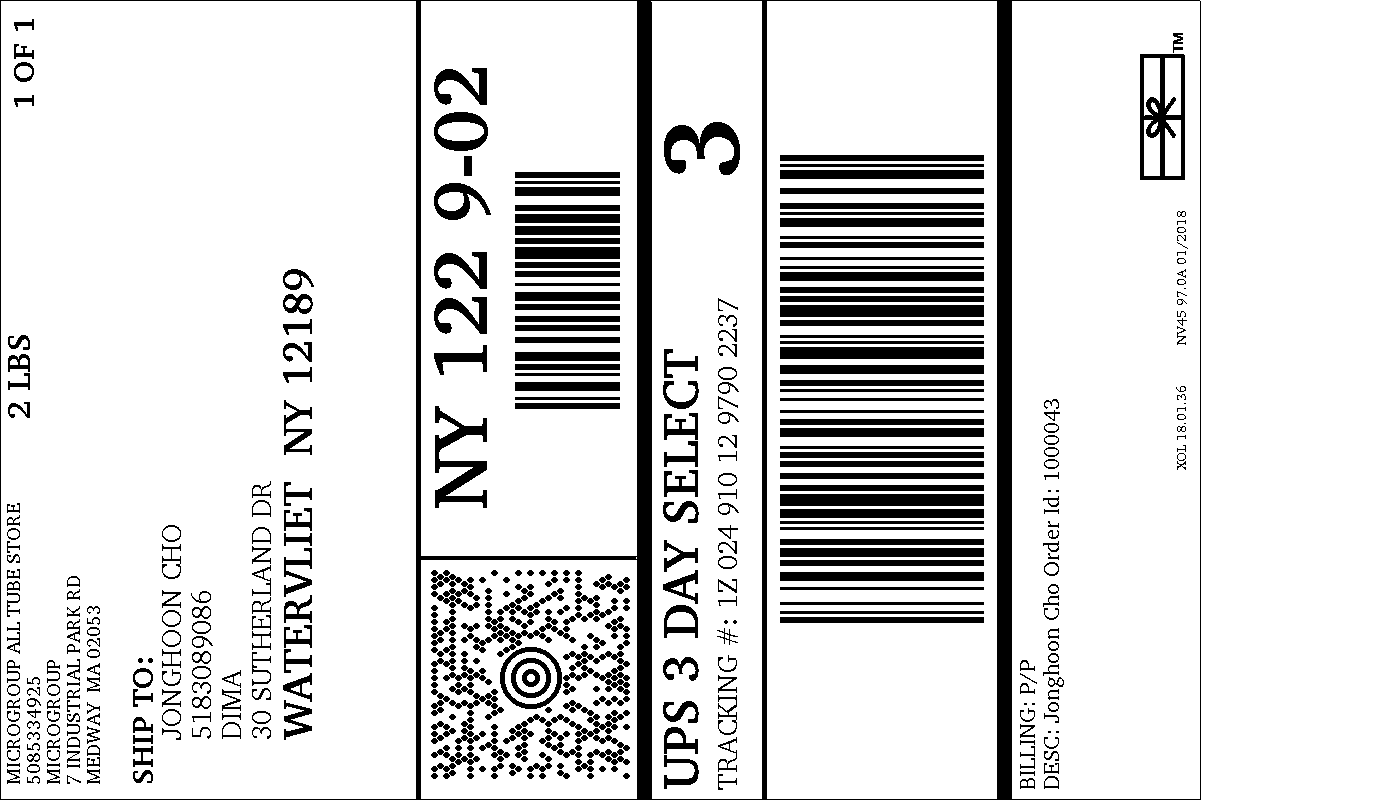 MICROGROUP ALL TUBE STORE 2 LBS 1 OF 1
5085334925
MICROGROUP
7 INDUSTRIAL PARK RD
MEDWAY MA 02053
SHIP TO:
JONGHOON CHO
5183089086
DIMA
30 SUTHERLAND DR
WATERVLIET NY 12189
NY 122 9-02
UPS 3 DAY SELECT 3
TRACKING #: 1Z 024 910 12 9790 2237
BILLING: P/P
DESC: Jonghoon Cho Order Id: 1000043
XOL 18.01.36 NV45 97.0A 01/2018
TM